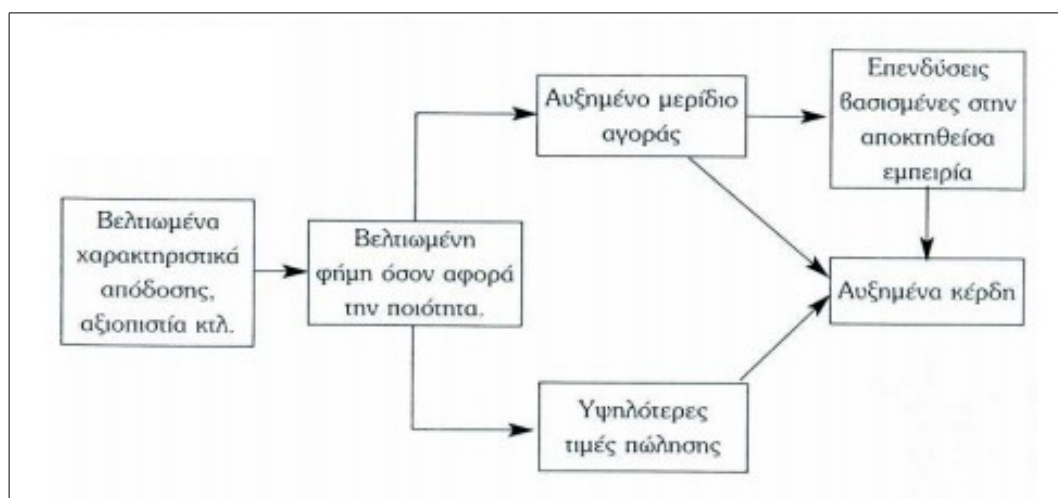 Βελτιωμένα
χαρακτηριστικά
απόδοσης,
αξιοπιστία κτλ.
Βελτιωμένη
φήμη όσον αφορά
την ποιότητα.
Αυξημένο μερίδιο
αγοράς
Επενδύσεις
βασισμένες στην
αποκτηθείσα
εμπειρία
Αυξημένα κέρδη
Υψηλότερες
τιμές πώλησης